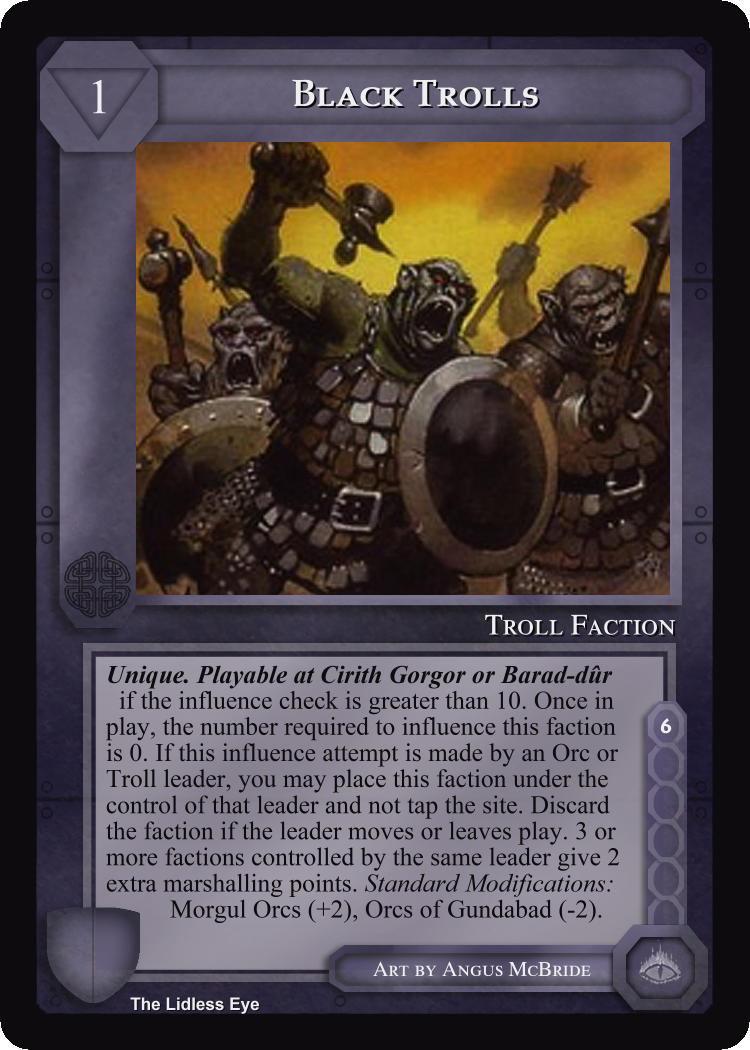 1
Black Trolls
Troll Faction
Unique. Playable at Cirith Gorgor or Barad-dûr
if the influence check is greater than 10. Once in
play, the number required to influence this faction
is 0. If this influence attempt is made by an Orc or
Troll leader, you may place this faction under the
control of that leader and not tap the site. Discard
the faction if the leader moves or leaves play. 3 or
more factions controlled by the same leader give 2
extra marshalling points. Standard Modifications:
Morgul Orcs (+2), Orcs of Gundabad (-2).
6
Art by Angus McBride
The Lidless Eye